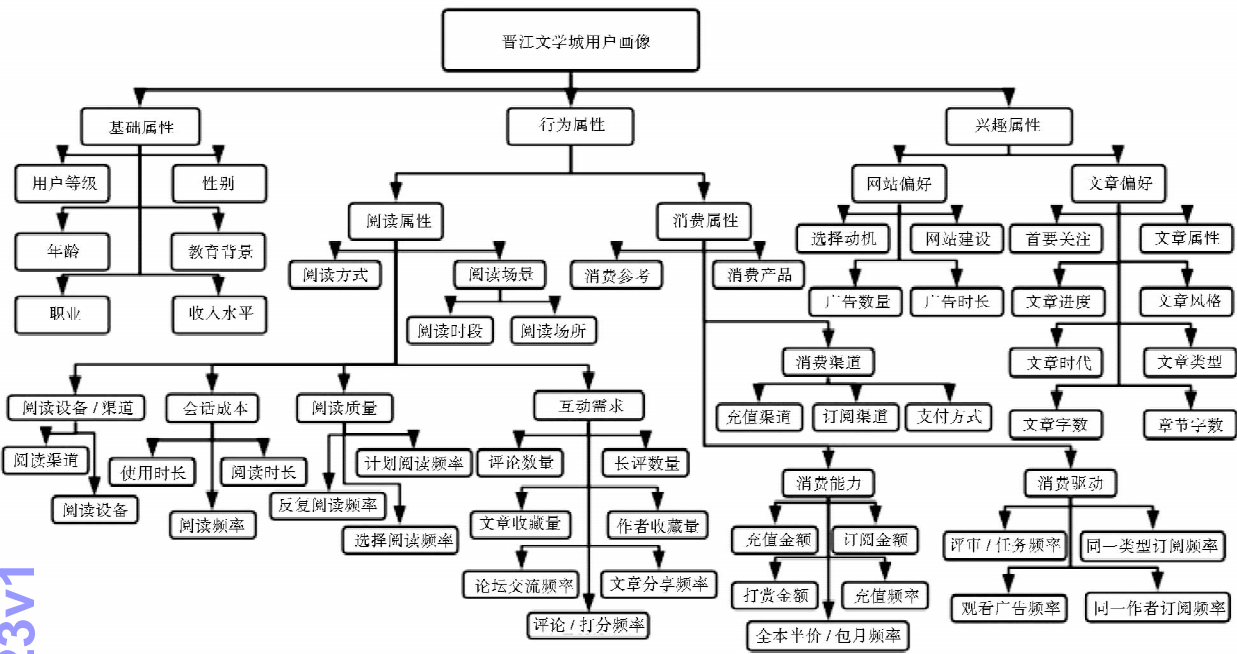 晋江文学城用户画像
基础属性
行为属性
兴趣属性
用户等级
性别
年龄
教育背景
职业
收入水平
阅读属性
消费属性
网站偏好
文章偏好
选择动机
网站建设
首要关注
文章属性
阅读方式
阅读场景
消费参考
消费产品
广告数量
广告时长
文章进度
文章风格
阅读时段
阅读场所
消费渠道
文章时代
文章类型
阅读设备 / 渠道
会话成本
阅读质量
互动需求
充值渠道
订阅渠道
支付方式
文章字数
章节字数
阅读渠道
使用时长
阅读时长
计划阅读频率
评论数量
长评数量
阅读设备
阅读频率
反复阅读频率
选择阅读频率
文章收藏量
作者收藏量
消费能力
消费驱动
充值金额
订阅金额
评审 / 任务频率
同一类型订阅频率
论坛交流频率
文章分享频率
打赏金额
充值频率
观看广告频率
同一作者订阅频率
评论 / 打分频率
全本半价 / 包月频率
23v1